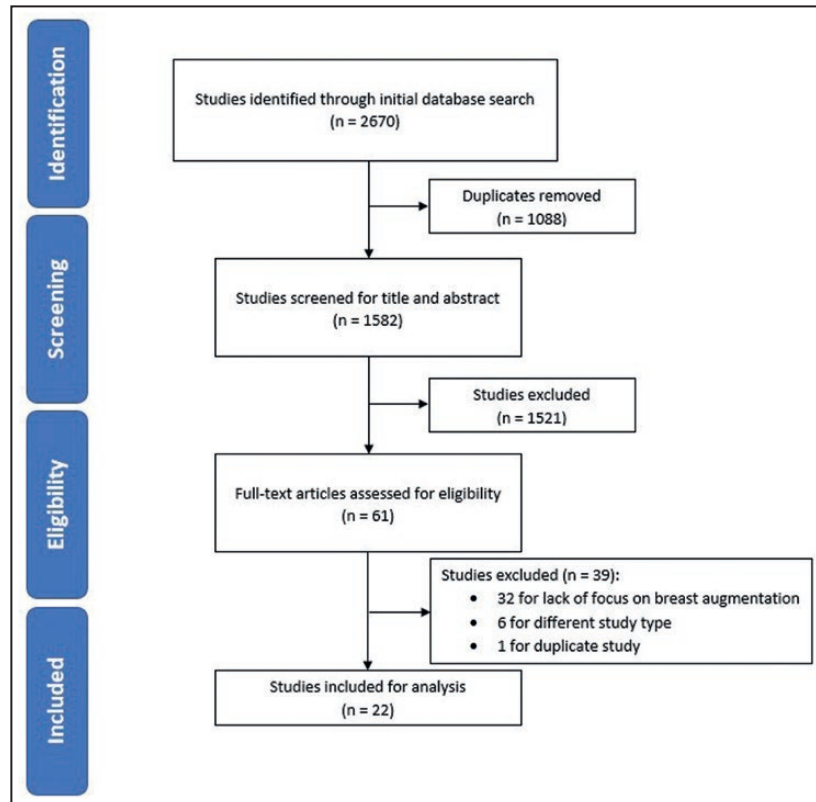 Identification
Studies identified through initial database search
(n = 2670)
Duplicates removed
(n = 1088)
Screening
Studies screened for title and abstract
(n = 1582)
Studies excluded
(n = 1521)
Eligibility
Full-text articles assessed for eligibility
(n = 61)
Studies excluded (n = 39):
• 32 for lack of focus on breast augmentation
• 6 for different study type
• 1 for duplicate study
Included
Studies included for analysis
(n = 22)